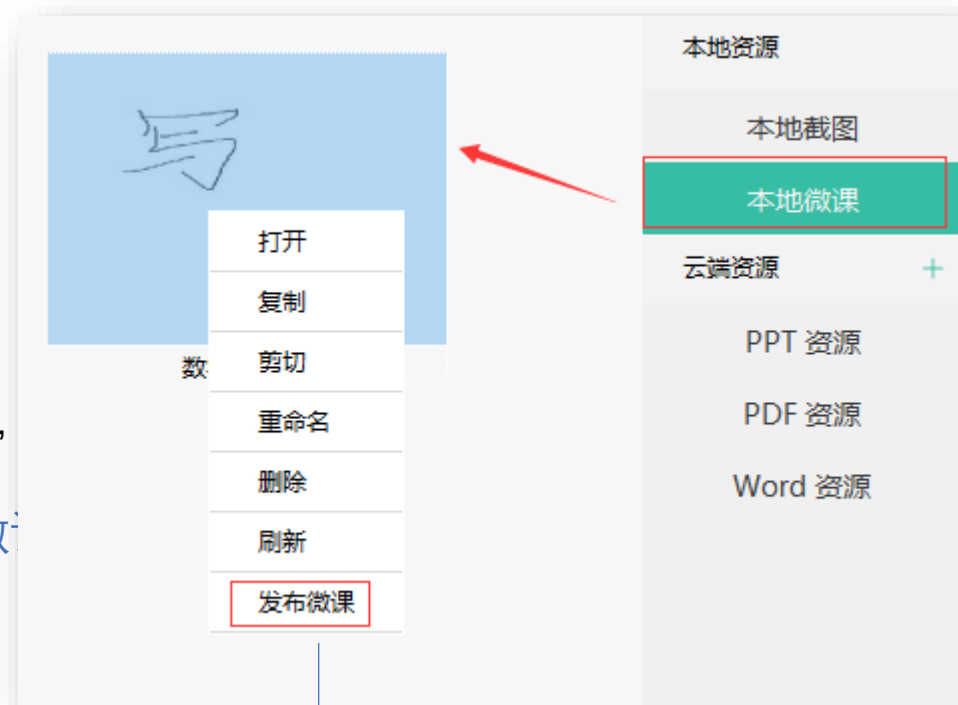 写
打开
复制
剪切
重命名
删除
刷新
发布微课
数
本地资源
本地截图
本地微课
云端资源 +
PPT 资源
PDF 资源
Word 资源